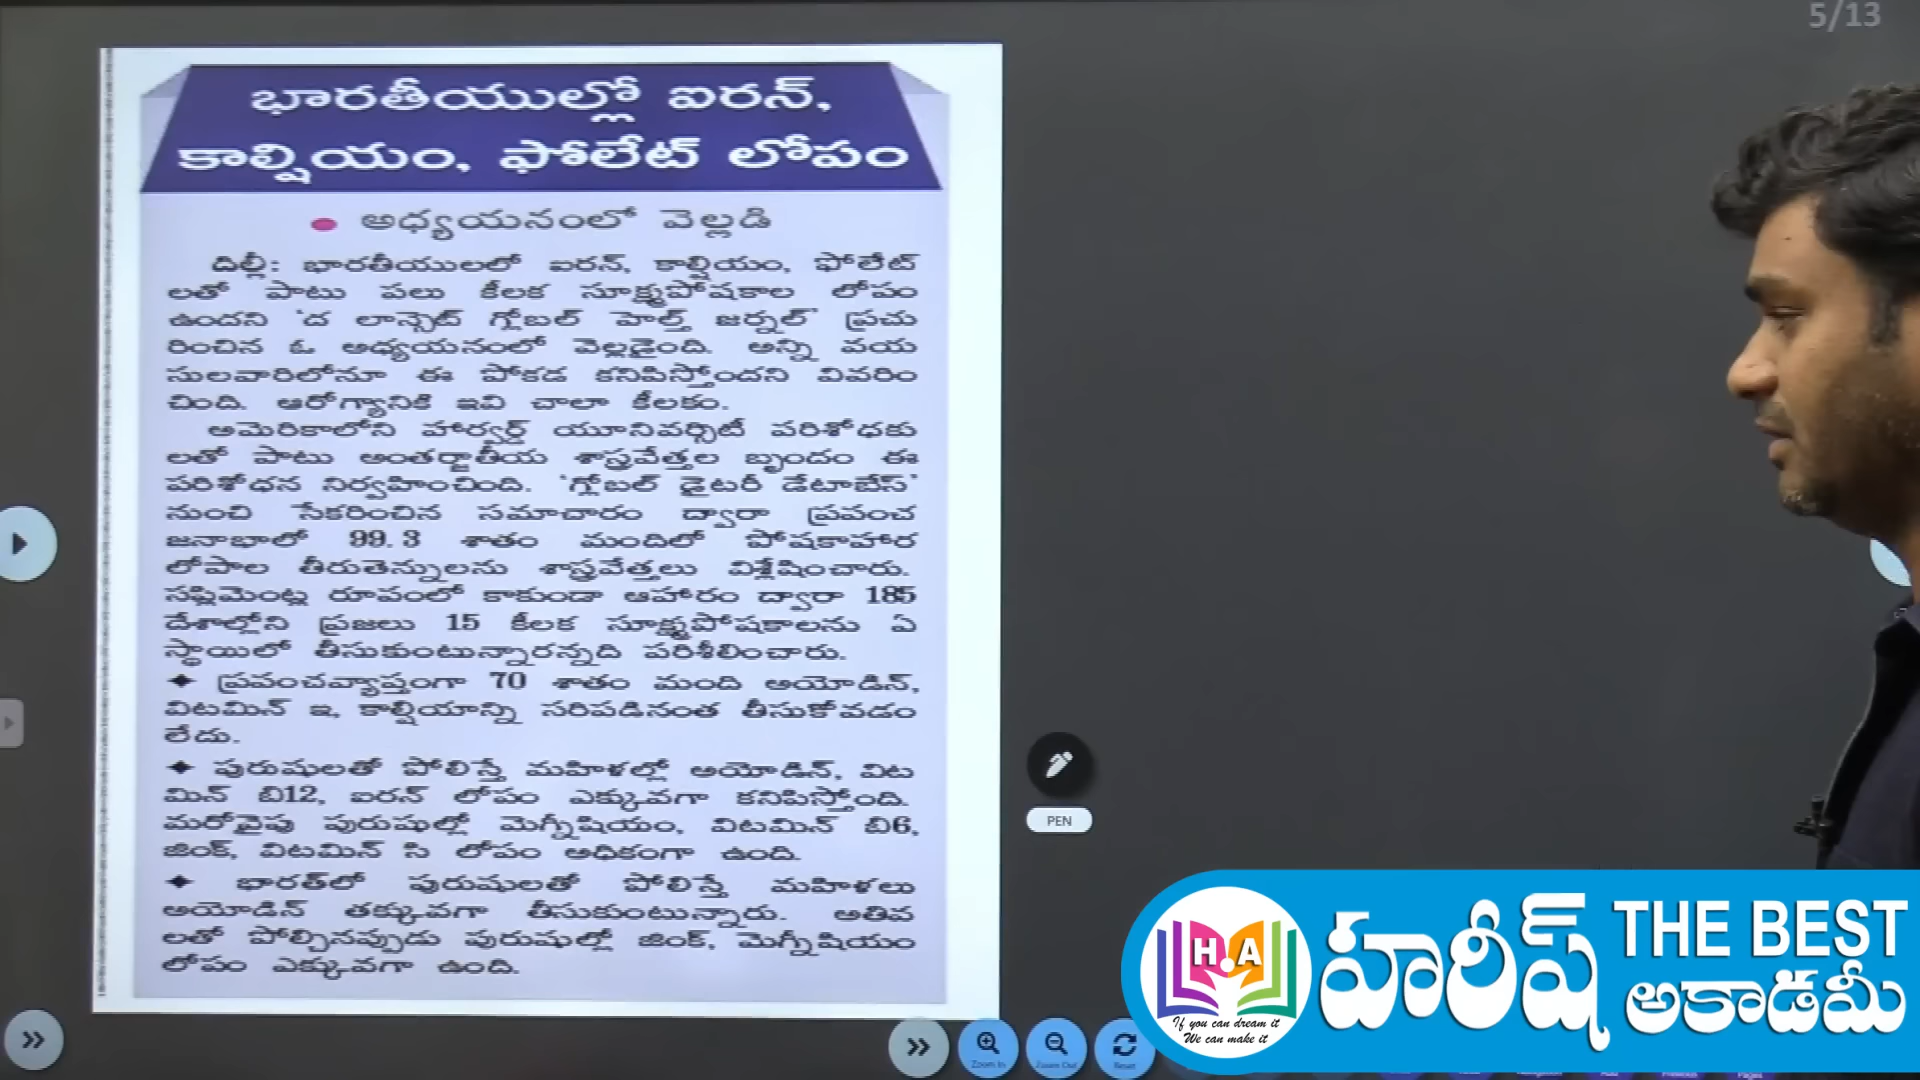 5/13
భారతీయుల్లో ఐరన్,
కాల్షియం, ఫోలేట్ లోపం
అధ్యయనంలో వెల్లడి
దిల్లీ: భారతీయులలో ఐరన్, కాల్షియం, ఫోలేట్
లతో పాటు పలు కీలక సూక్ష్మపోషకాల లోపం
ఉందని 'ద లాన్సెట్ గ్లోబల్ హెల్త్ జర్నల్' ప్రచు
రించిన ఓ అధ్యయనంలో వెల్లడైంది. అన్ని వయ
సులవారిలోనూ ఈ పోకడ కనిపిస్తోందని వివరిం
చింది. ఆరోగ్యానికి ఇవి చాలా కీలకం.
అమెరికాలోని హార్వర్డ్ యూనివర్సిటీ పరిశోధకు
లతో పాటు అంతర్జాతీయ శాస్త్రవేత్తల బృందం ఈ
పరిశోధన నిర్వహించింది. 'గ్లోబల్ డైటరీ డేటాబేస్'
నుంచి సేకరించిన సమాచారం ద్వారా ప్రపంచ
జనాభాలో 99.3 శాతం మందిలో పోషకాహార
లోపాల తీరుతెన్నులను శాస్త్రవేత్తలు విశ్లేషించారు.
సప్లిమెంట్ల రూపంలో కాకుండా ఆహారం ద్వారా 185
దేశాల్లోని ప్రజలు 15 కీలక సూక్ష్మపోషకాలను ఏ
స్థాయిలో తీసుకుంటున్నారన్నది పరిశీలించారు.
ప్రపంచవ్యాప్తంగా 70 శాతం మంది అయోడిన్,
విటమిన్ ఇ, కాల్షియాన్ని సరిపడినంత తీసుకోవడం
లేదు.
పురుషులతో పోలిస్తే మహిళల్లో అయోడిన్, విట
మిన్ బి12, ఐరన్ లోపం ఎక్కువగా కనిపిస్తోంది.
మరోవైపు పురుషుల్లో మెగ్నీషియం, విటమిన్ బి6,
జింక్, విటమిన్ సి లోపం అధికంగా ఉంది.
భారత్‌లో పురుషులతో పోలిస్తే మహిళలు
అయోడిన్ తక్కువగా తీసుకుంటున్నారు. అతివ
లతో పోల్చినప్పుడు పురుషుల్లో జింక్, మెగ్నీషియం
లోపం ఎక్కువగా ఉంది.
PEN
Zoom In
Zoom Out
Reset
H.A
If you can dream it
We can make it
హరీష్
THE BEST
అకాడమీ